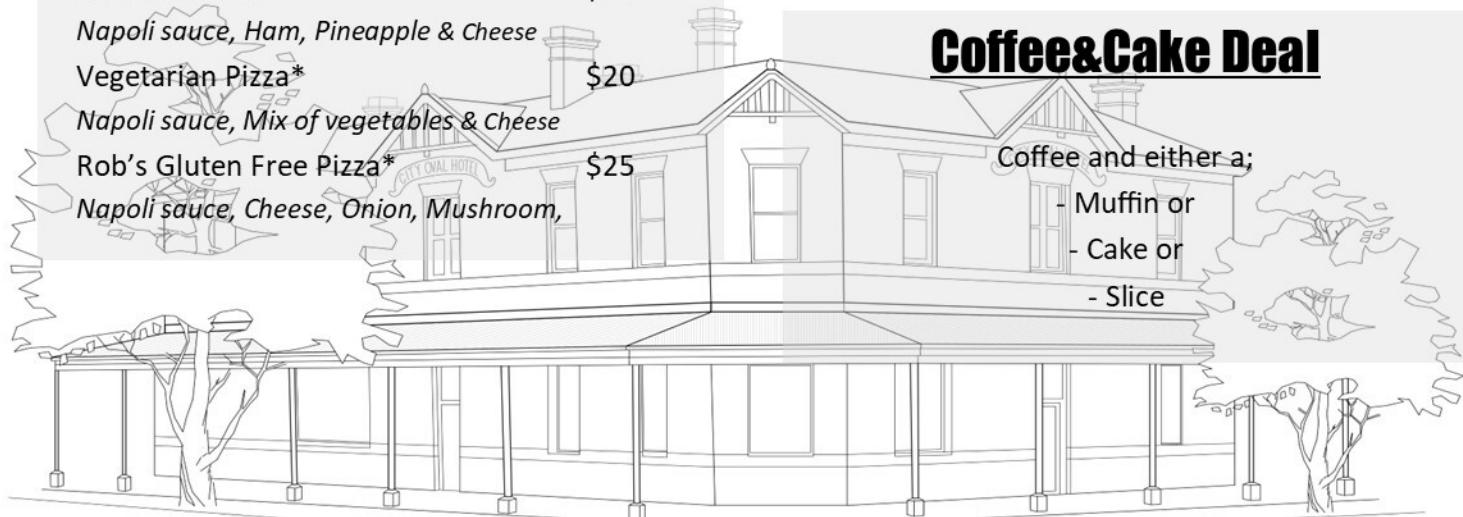 Napoli sauce, Ham, Pineapple & Cheese
Vegetarian Pizza* $20
Napoli sauce, Mix of vegetables & Cheese
Rob’s Gluten Free Pizza* $25
Napoli sauce, Cheese, Onion, Mushroom,
Coffee&Cake Deal
Coffee and either a;
- Muffin or
- Cake or
- Slice
CITY OVAL HOTEL